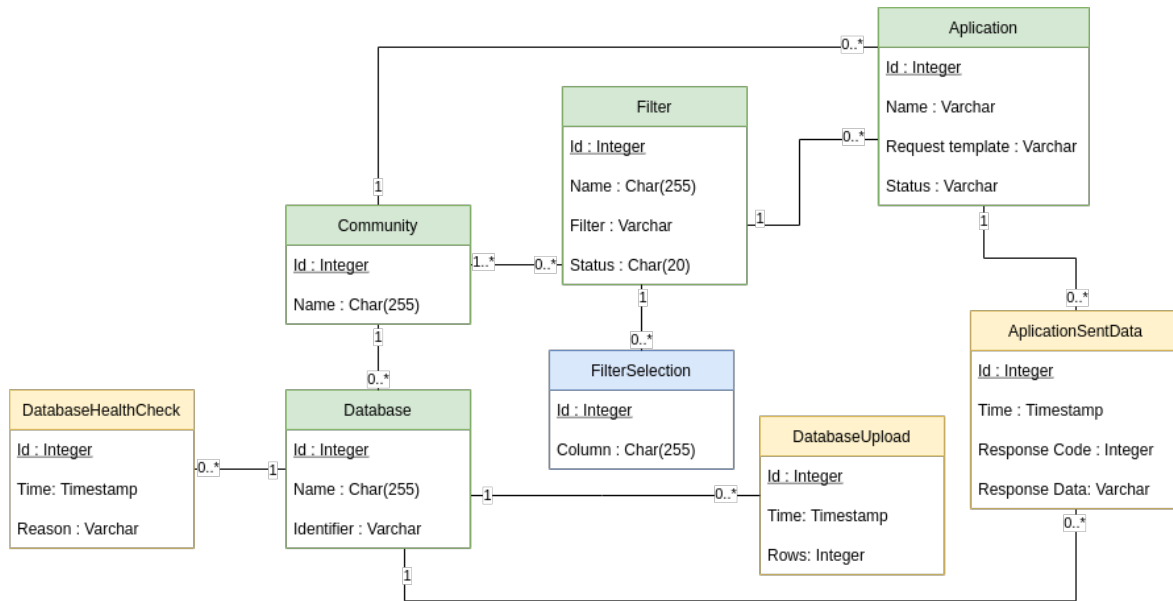 Aplication
Id : Integer
Name : Varchar
Request template : Varchar
Status : Varchar
0..*
0..*
1
Filter
Id : Integer
Name : Char(255)
Filter : Varchar
Status : Char(20)
1
1
0..*
1
Community
Id : Integer
Name : Char(255)
1..*
1
0..*
0..*
FilterSelection
Id : Integer
Column : Char(255)
0..*
AplicationSentData
Id : Integer
Time : Timestamp
Response Code : Integer
Response Data: Varchar
0..*
DatabaseHealthCheck
Id : Integer
Time: Timestamp
Reason : Varchar
0..*
1
Database
Id : Integer
Name : Char(255)
Identifier : Varchar
1
0..*
1
DatabaseUpload
Id : Integer
Time: Timestamp
Rows: Integer